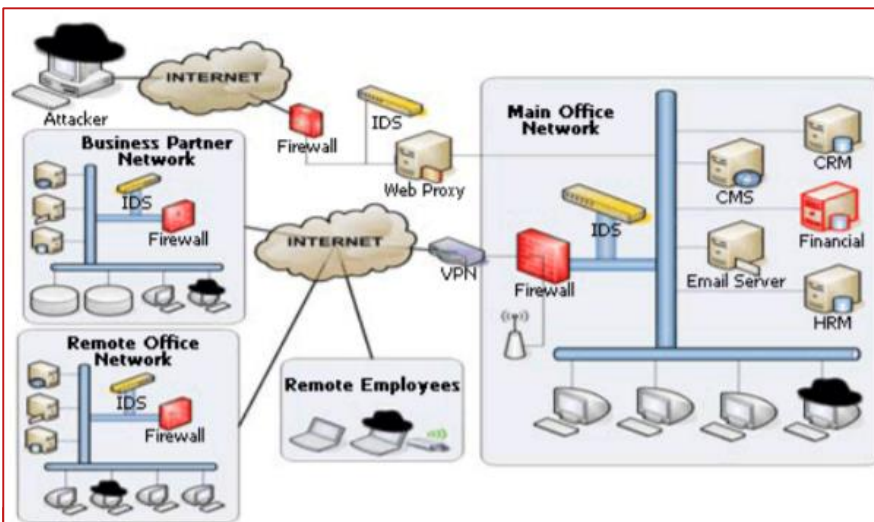 INTERNET
Attacker
Firewall
IDS
Web Proxy
Business Partner
Network
IDS
Firewall
INTERNET
VPN
Main Office
Network
IDS
Firewall
CMS
CRM
Financial
Email Server
HRM
Remote Office
Network
IDS
Firewall
Remote Employees